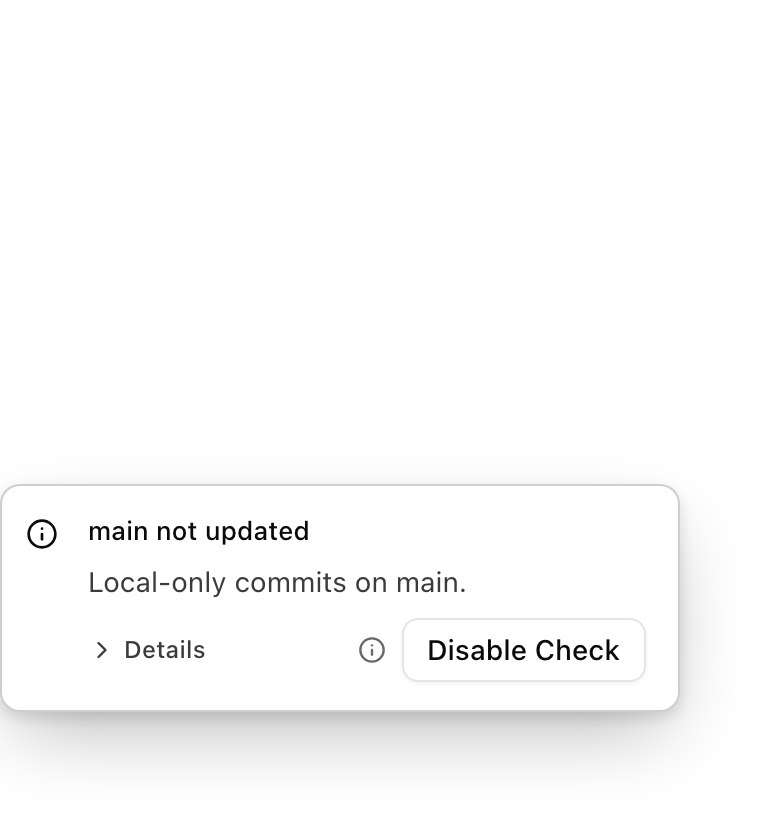 main not updated
Local-only commits on main.
Details
Disable Check